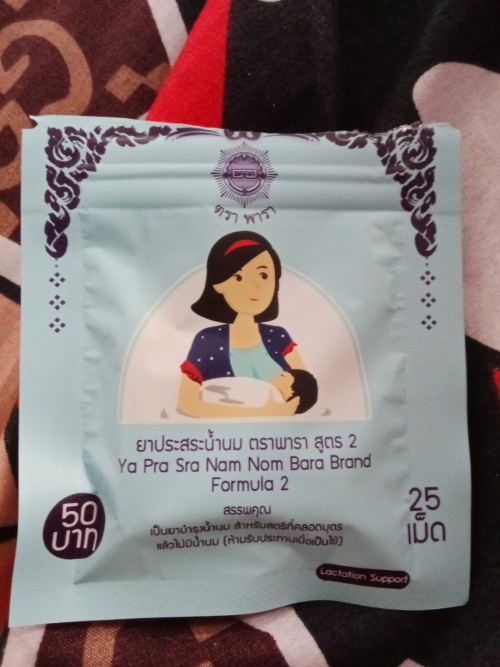 ตรา พารา
ยาประสระน้ำนม ตราพารา สูตร 2
Ya Pra Sra Nam Nom Bara Brand
Formula 2
สรรพคุณ
เป็นยาบำรุงน้ำนม สำหรับสตรีที่คลอดบุตร
แล้วไม่มีน้ำนม (ห้ามรับประทานเมื่อเป็นไข้)
50
บาท
25
เม็ด
Lactation Support